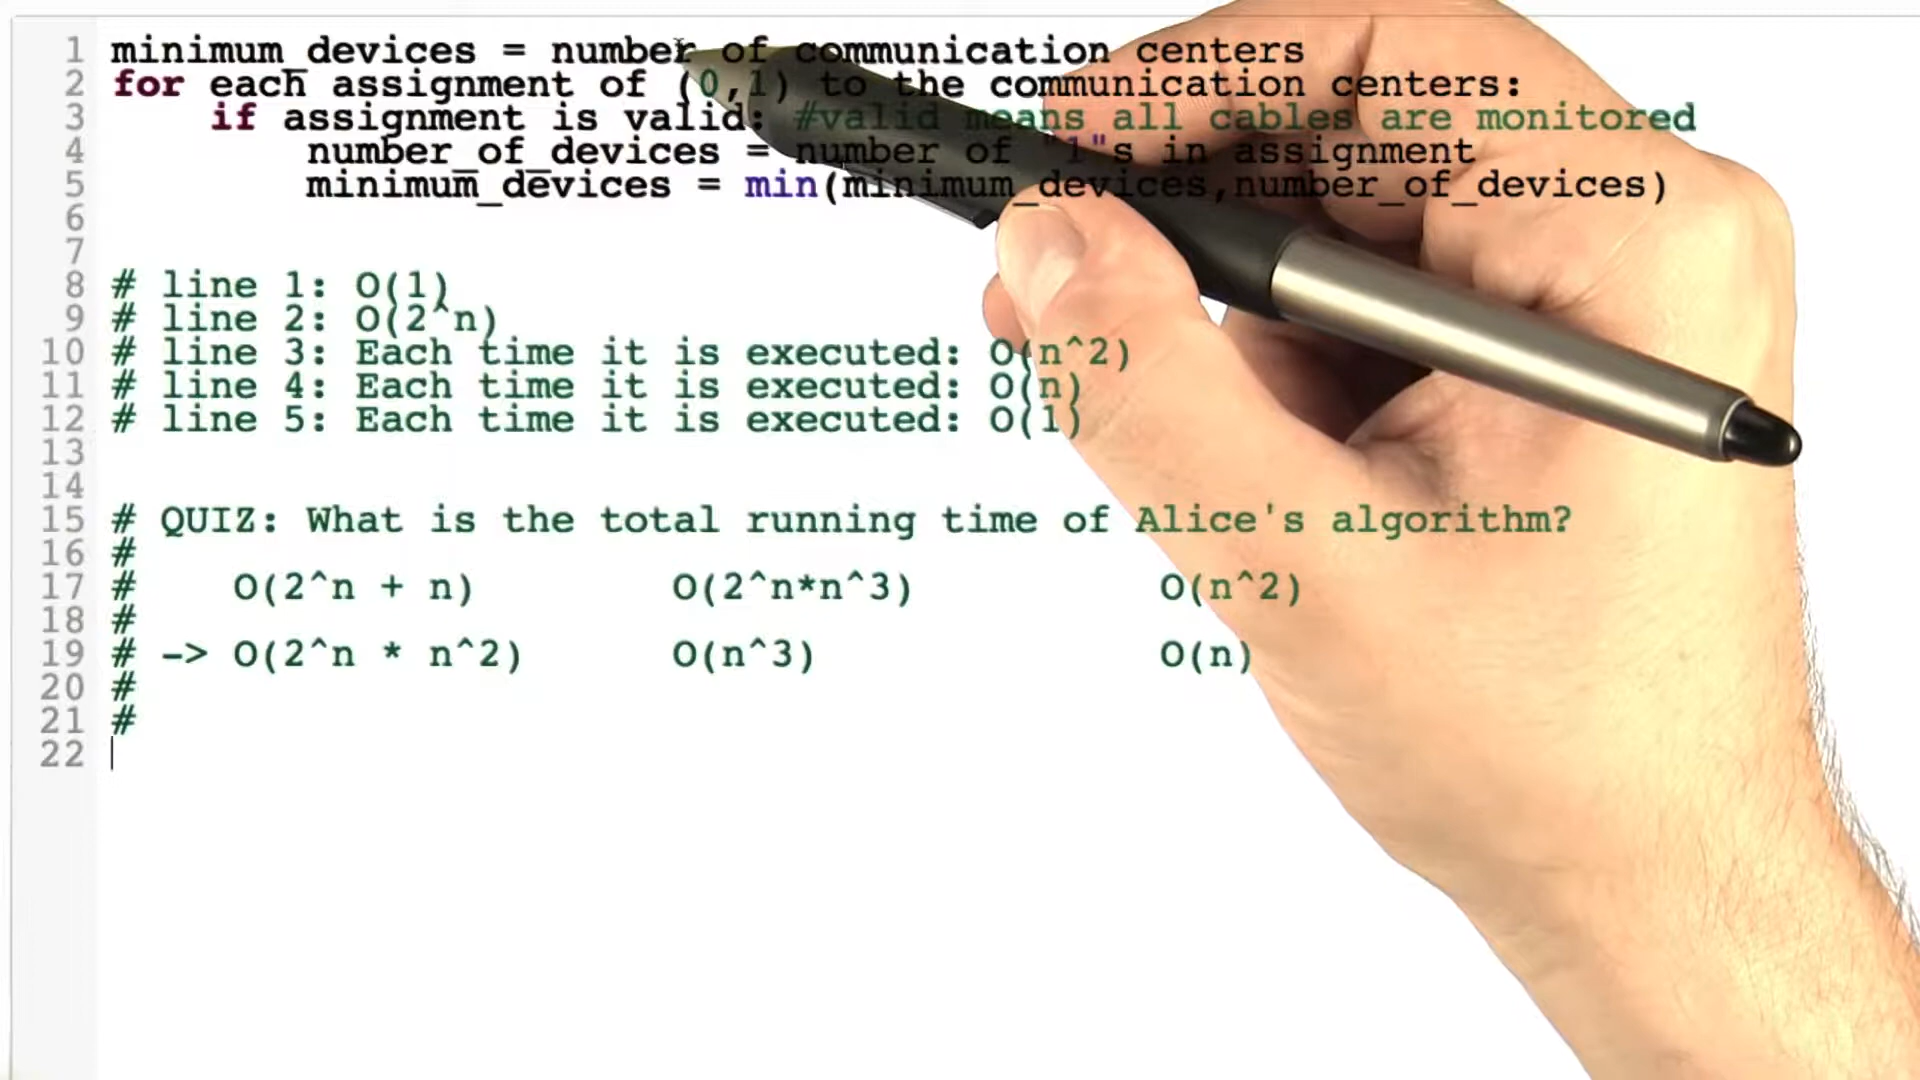 1 minimum_devices = number of communication centers
2 for each assignment of (0,1) to the communication centers:
3 if assignment is valid: #valid means all cables are monitored
4 number_of_devices = number of "1"s in assignment
5 minimum_devices = min(minimum_devices,number_of_devices)
6
7
8 # line 1: O(1)
9 # line 2: O(2^n)
10 # line 3: Each time it is executed: O(n^2)
11 # line 4: Each time it is executed: O(n)
12 # line 5: Each time it is executed: O(1)
13
14
15 # QUIZ: What is the total running time of Alice's algorithm?
16 #
17 # O(2^n + n) O(2^n*n^3) O(n^2)
18 #
19 # -> O(2^n * n^2) O(n^3) O(n)
20 #
21 #
22